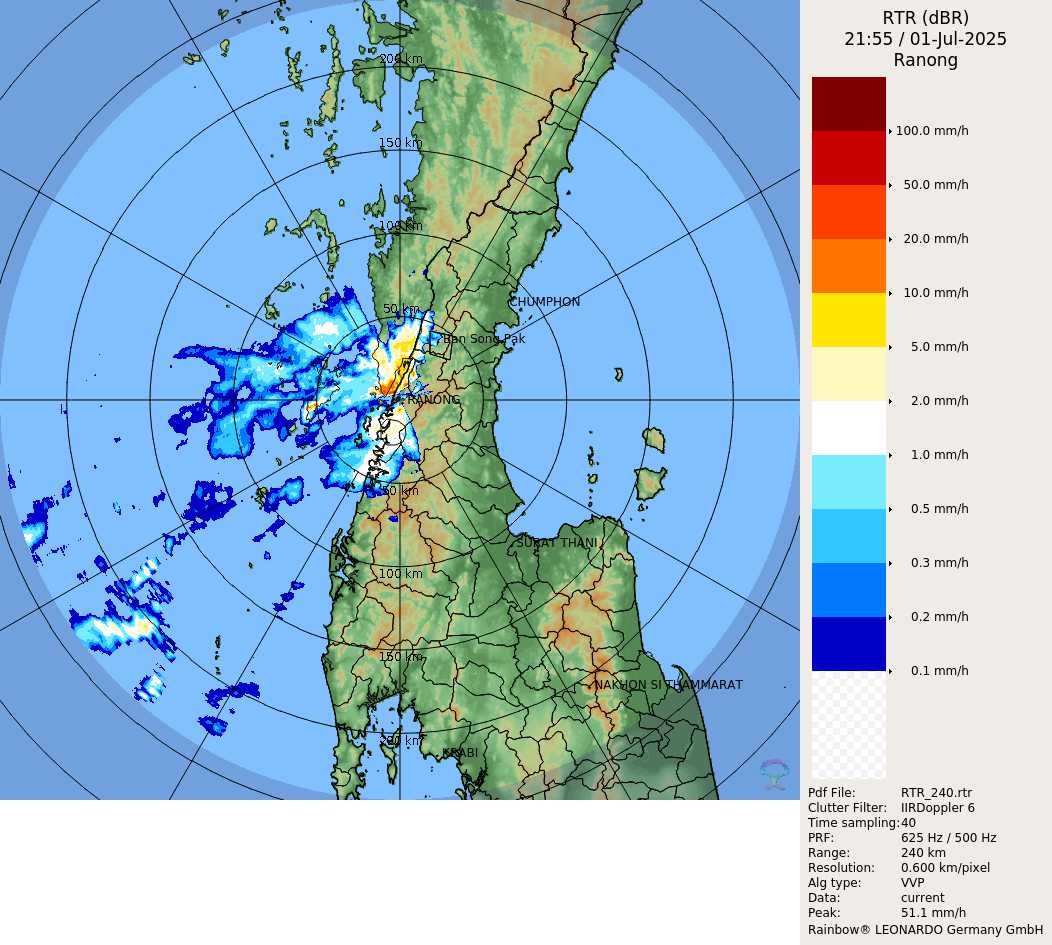 RTR (dBR)
21:55 / 01-Jul-2025
Ranong
200 km
150 km
100 km
50 km
CHUMPHON
Ban Song Pak
RANONG
50 km
SURAT THANI
100 km
150 km
NAKHON SI THAMMARAT
200 km
KRABI
100.0 mm/h
50.0 mm/h
20.0 mm/h
10.0 mm/h
5.0 mm/h
2.0 mm/h
1.0 mm/h
0.5 mm/h
0.3 mm/h
0.2 mm/h
0.1 mm/h
Pdf File: RTR_240.rtr
Clutter Filter: IIRDoppler 6
Time sampling:40
PRF: 625 Hz / 500 Hz
Range: 240 km
Resolution: 0.600 km/pixel
Alg type: VVP
Data: current
Peak: 51.1 mm/h
Rainbow® LEONARDO Germany GmbH